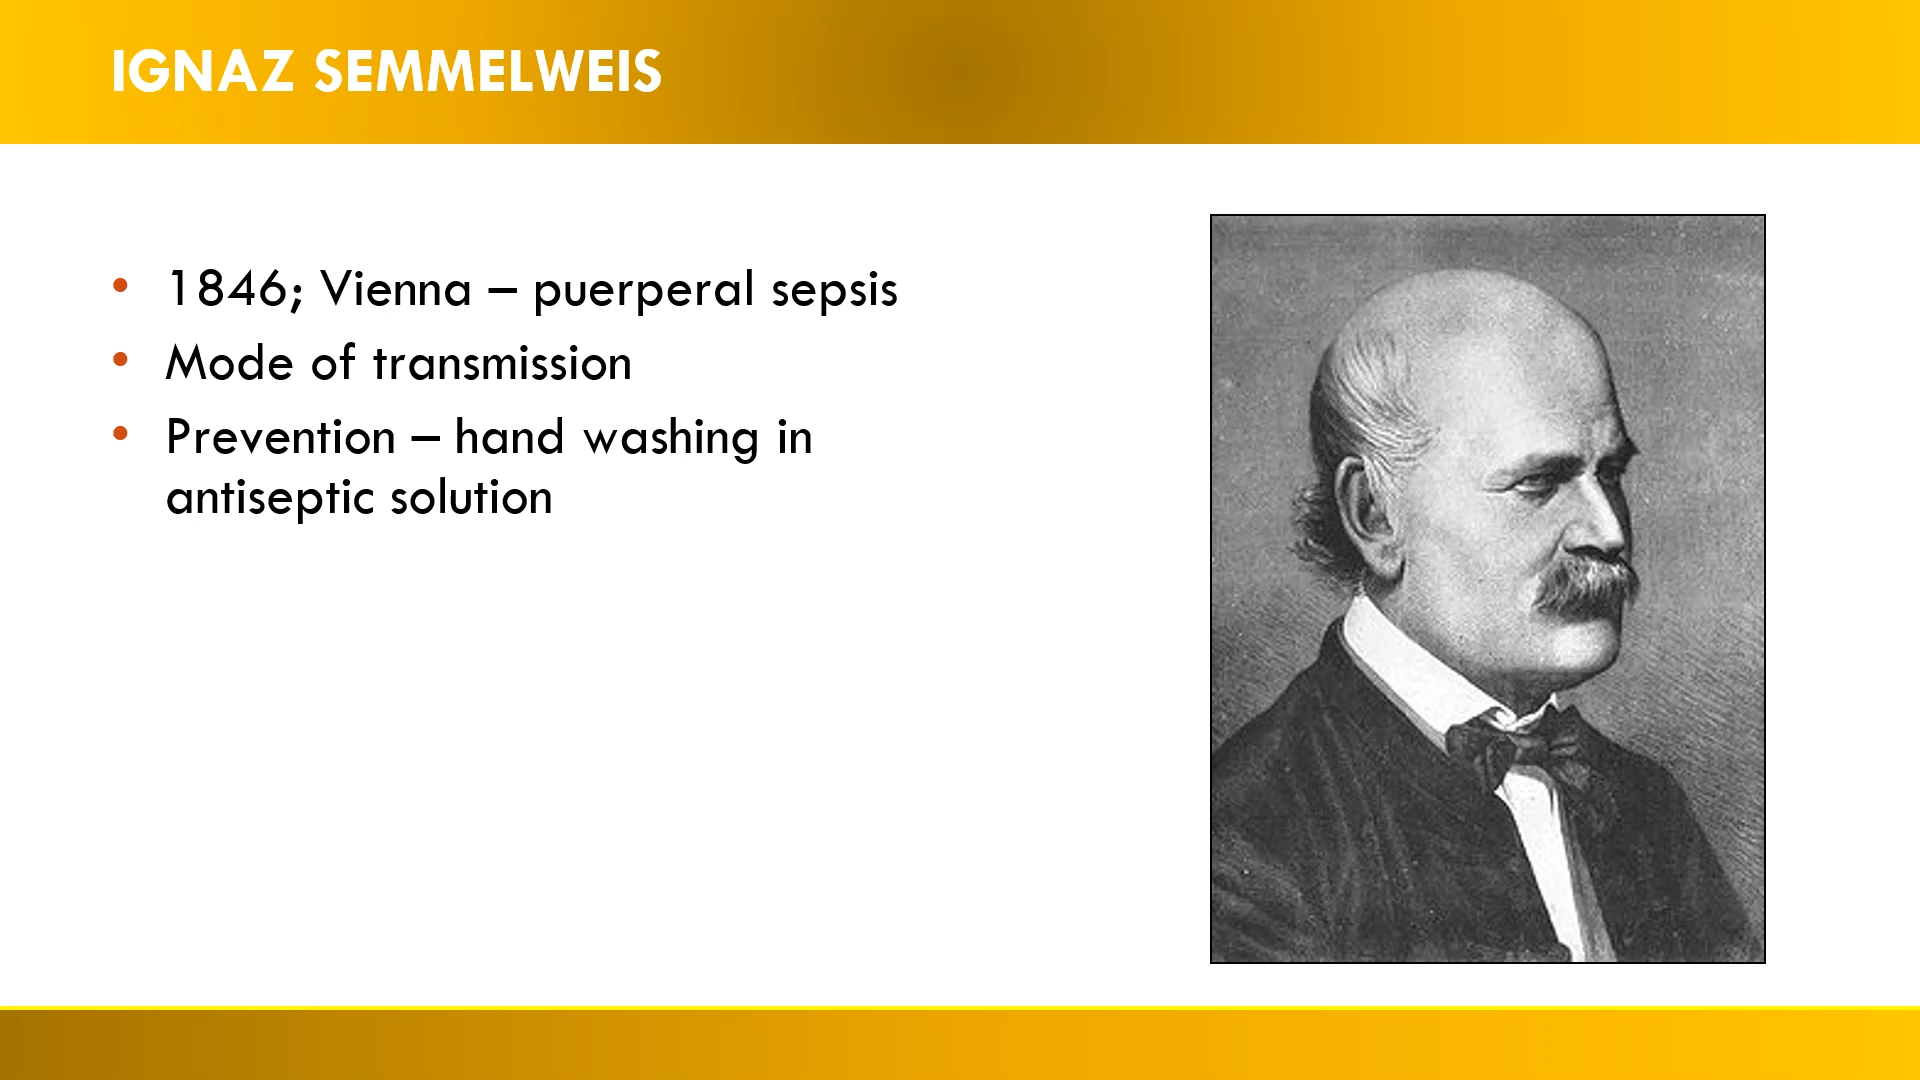 IGNAZ SEMMELWEIS
• 1846; Vienna – puerperal sepsis
• Mode of transmission
• Prevention – hand washing in
antiseptic solution